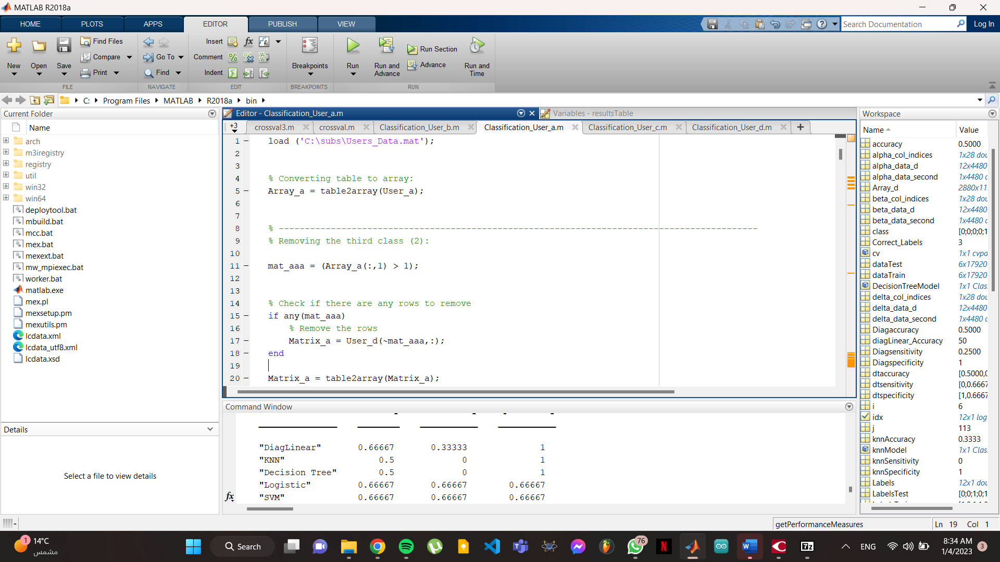 MATLAB R2018a
HOME PLOTS APPS EDITOR PUBLISH VIEW
Search Documentation
Log In
New
Open
Save
Find Files
Compare
Print
FILE
Go To
Find
NAVIGATE
Insert
Comment
Indent
EDIT
Breakpoints
BREAKPOINTS
Run
Run and Advance
Run Section
Advance
Run and Time
RUN
C: Program Files MATLAB R2018a bin
Current Folder
Name
arch
m3iregistry
registry
util
win32
win64
deploytool.bat
mbuild.bat
mcc.bat
mex.bat
mexext.bat
mw_mpiexec.bat
worker.bat
matlab.exe
mex.pl
mexsetup.pm
mexutils.pm
lcdata.xml
lcdata_utf8.xml
lcdata.xsd
Details
Select a file to view details
Editor - Classification_User_a.m
Variables - resultsTable
+3 crossval3.m crossval.m Classification_User_b.m Classification_User_a.m Classification_User_c.m Classification_User_d.m
1 load ('C:\subs\Users_Data.mat');
2
3
4 % Converting table to array:
5 Array_a = table2array(User_a);
6
7
8 % --------------------------------------------------------------------------------------------
9 % Removing the third class (2):
10
11 mat_aaa = (Array_a(:,1) > 1);
12
13
14 % Check if there are any rows to remove
15 if any(mat_aaa)
16 % Remove the rows
17 Matrix_a = User_d(~mat_aaa,:);
18 end
19
20 Matrix_a = table2array(Matrix_a);
Command Window
"DiagLinear" 0.66667 0.33333 1
"KNN" 0.5 0 1
"Decision Tree" 0.5 0 1
"Logistic" 0.66667 0.66667 0.66667
"SVM" 0.66667 0.66667 0.66667
fx
Workspace
Name Value
accuracy 0.5000
alpha_col_indices 1x28 dou
alpha_data_d 12x4480
alpha_data_second 1x4480 d
Array_d 2880x11
beta_col_indices 1x28 dou
beta_data_d 12x4480
beta_data_second 1x4480 d
class [0;0;0;0;1
Correct_Labels 3
cv 1x1 cvpa
dataTest 6x17920
dataTrain 6x17920
DecisionTreeModel 1x1 Clas
delta_col_indices 1x28 dou
delta_data_d 12x4480
delta_data_second 1x4480 d
Diagaccuracy 0.5000
diagLinear_Accuracy 50
Diagsensitivity 0.2500
Diagspecificity 1
dtaccuracy [0.5000,0
dtsensitivity [0,0.6667
dtspecificity [1,0.6667
i 6
idx 12x1 log
j 113
knnAccuracy 0.3333
knnModel 1x1 Clas
knnSensitivity 0
knnSpecificity 1
Labels 12x1 dou
LabelsTest [0;0;1;0;1
getPerformanceMeasures
Ln 19 Col 1
1
14°C
مشمس
Search
76
ENG
8:34 AM
1/4/2023
3